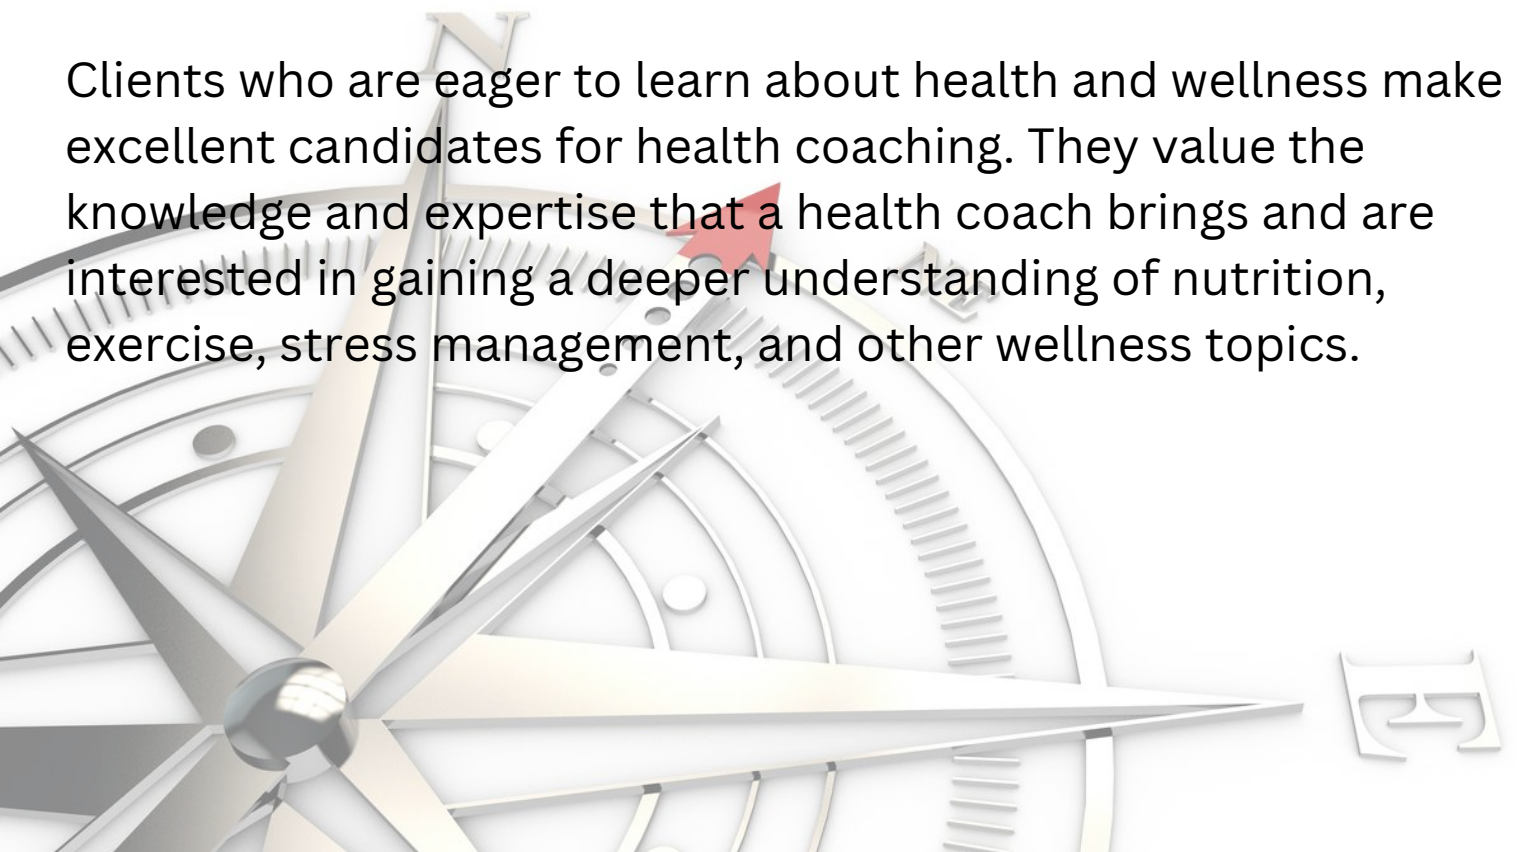 N
Clients who are eager to learn about health and wellness make
excellent candidates for health coaching. They value the
knowledge and expertise that a health coach brings and are
interested in gaining a deeper understanding of nutrition,
exercise, stress management, and other wellness topics.
NE
E